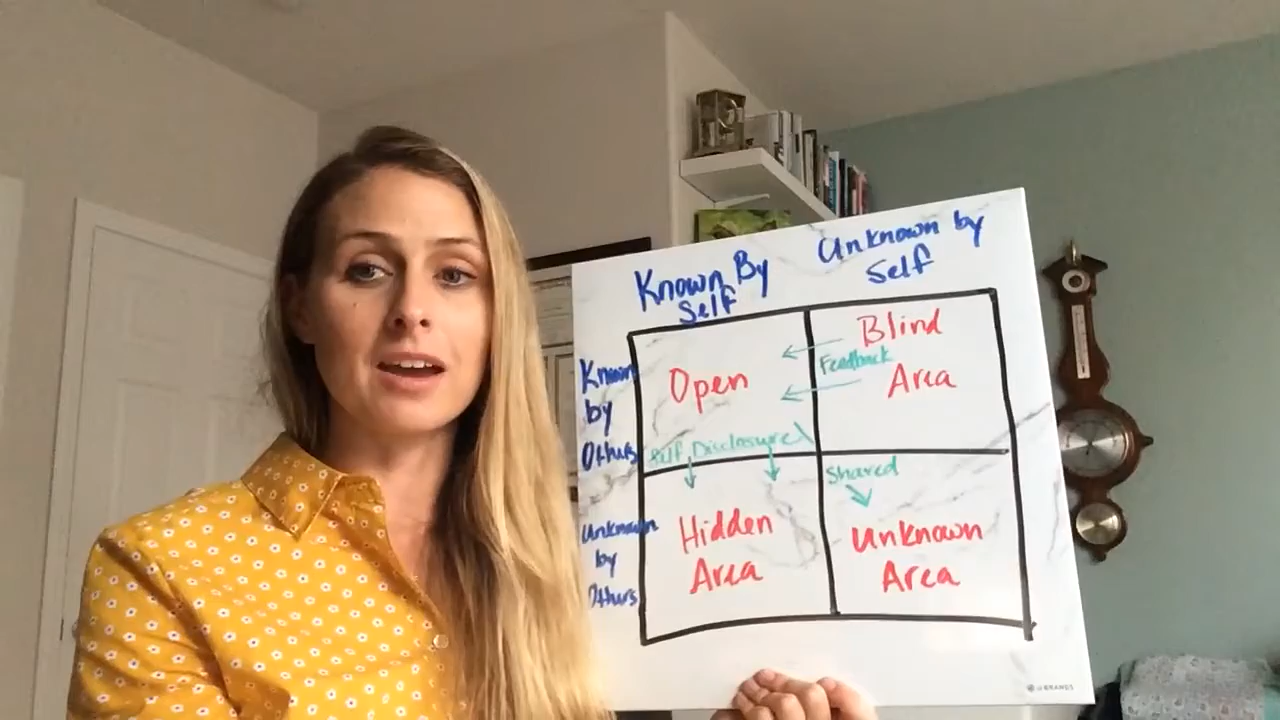 Known By
Self
Unknown by
Self
Known
by
Others
Open
Blind
Area
Feedback
Self Disclosure
Shared
Unknown
by
Others
Hidden
Area
Unknown
Area
BRANDS